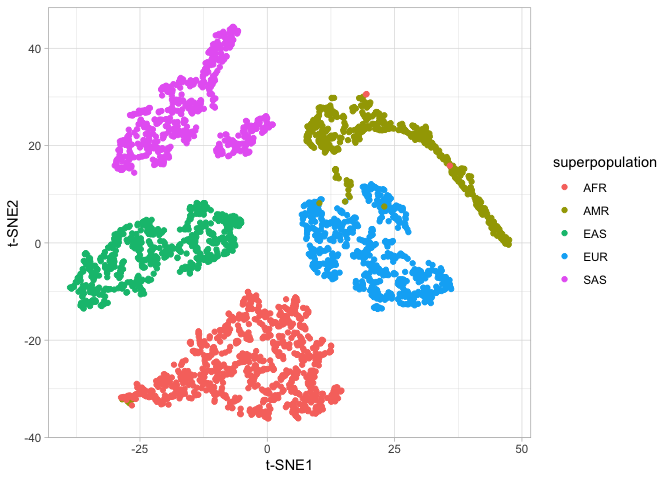 40
20
0
-20
-40
t-SNE2
-25
0
25
50
t-SNE1
superpopulation
AFR
AMR
EAS
EUR
SAS